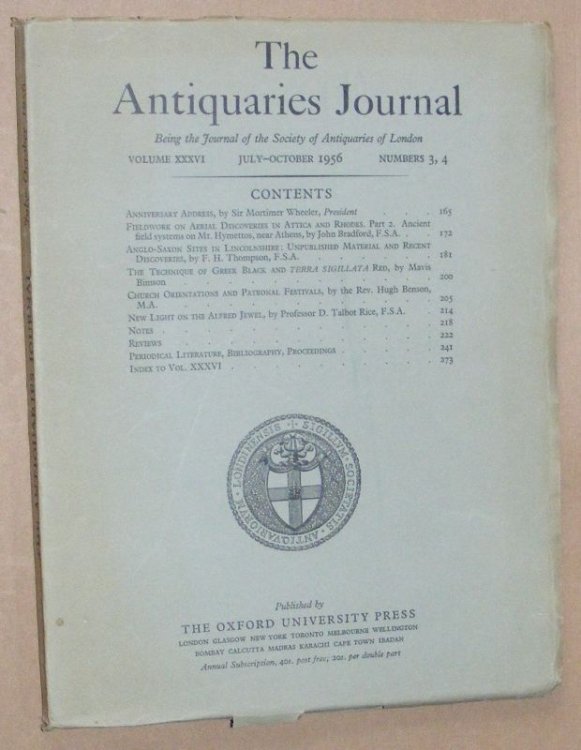 The
Antiquaries Journal
Being the Journal of the Society of Antiquaries of London
VOLUME XXXVI JULY–OCTOBER 1956 NUMBERS 3, 4
CONTENTS
ANNIVERSARY ADDRESS, by Sir Mortimer Wheeler, President . . . 165
FIELDWORK ON AERIAL DISCOVERIES IN ATTICA AND RHODES. Part 2. Ancient
field systems on Mt. Hymettos, near Athens, by John Bradford, F.S.A. . . 172
ANGLO-SAXON SITES IN LINCOLNSHIRE: UNPUBLISHED MATERIAL AND RECENT
DISCOVERIES, by F. H. Thompson, F.S.A. . . . . . 181
THE TECHNIQUE OF GREEK BLACK AND TERRA SIGILLATA RED, by Mavis
Bimson . . . . . . . . . 200
CHURCH ORIENTATIONS AND PATRONAL FESTIVALS, by the Rev. Hugh Benson,
M.A. . . . . . . . . . 205
NEW LIGHT ON THE ALFRED JEWEL, by Professor D. Talbot Rice, F.S.A. . 214
NOTES . . . . . . . . . 218
REVIEWS . . . . . . . . . 222
PERIODICAL LITERATURE, BIBLIOGRAPHY, PROCEEDINGS . . . . 241
INDEX TO VOL. XXXVI . . . . . . . 273
SIGILLVM · SOCIETATIS · ANTIQVARIORVM · LONDINENSIS
Published by
THE OXFORD UNIVERSITY PRESS
LONDON GLASGOW NEW YORK TORONTO MELBOURNE WELLINGTON
BOMBAY CALCUTTA MADRAS KARACHI CAPE TOWN IBADAN
Annual Subscription, 40s. post free; 20s. per double part